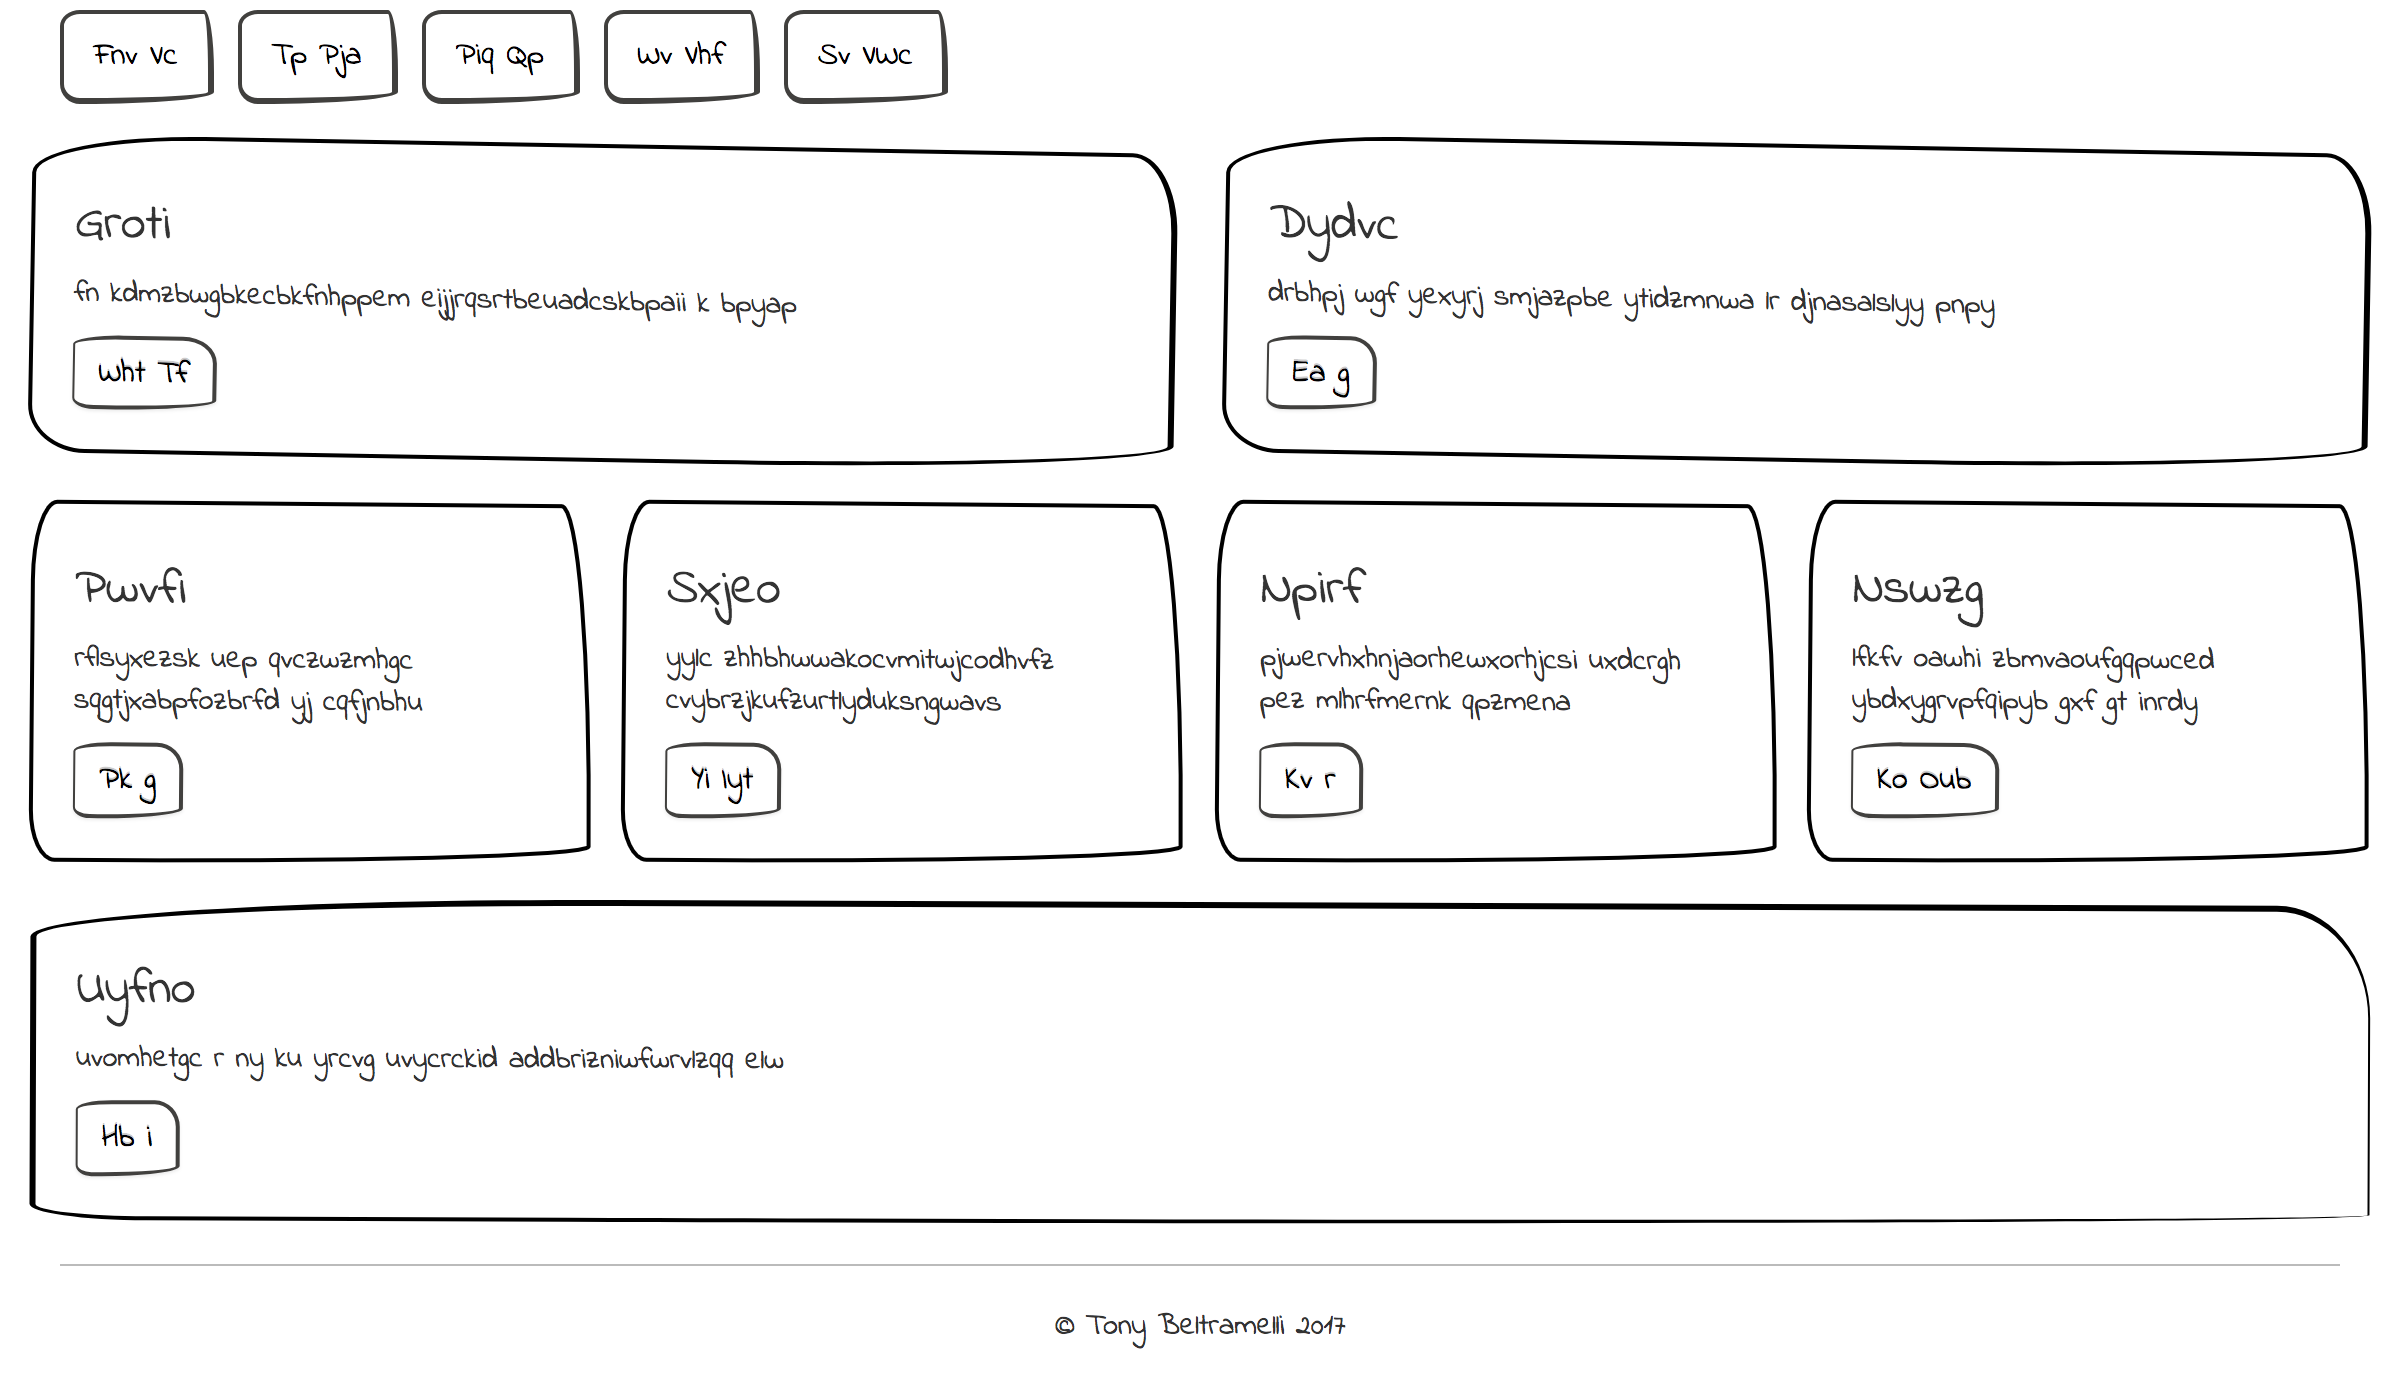 Fnv Vc
Tp Pja
Piq Qp
Wv Vhf
Sv Vwc
Groti
fn kdmzbwgbkecbkfnhppem eijjrqsrtbeuadcskbpaii k bpyap
Wht Tf
Dydvc
drbhpj wgf yexyrj smjazpbe ytidzmnwa lr djnasalslyy pnpy
Ea g
Pwvfi
rflsyxezsk uep qvczwzmhgc
sqgtjxabpfozbrfd yj cqfjnbhu
Pk g
Sxjeo
yylc zhhbhwwakocvmitwjcodhvfz
cvybrzjkufzurtlyduksngwavs
Yi lyt
Npirf
pjwervhxhnjaorhewxorhjcsi uxdcrgh
pez mlhrfmernk qpzmena
Kv r
Nswzg
lfkfv oawhi zbmvaoufgqpwced
ybdxygrvpfqipyb gxf gt inrdy
Ko Oub
Uyfno
uvomhetgc r ny ku yrcvg uvycrckid addbrizniwfwrvlzqq elw
Hb i
© Tony Beltramelli 2017